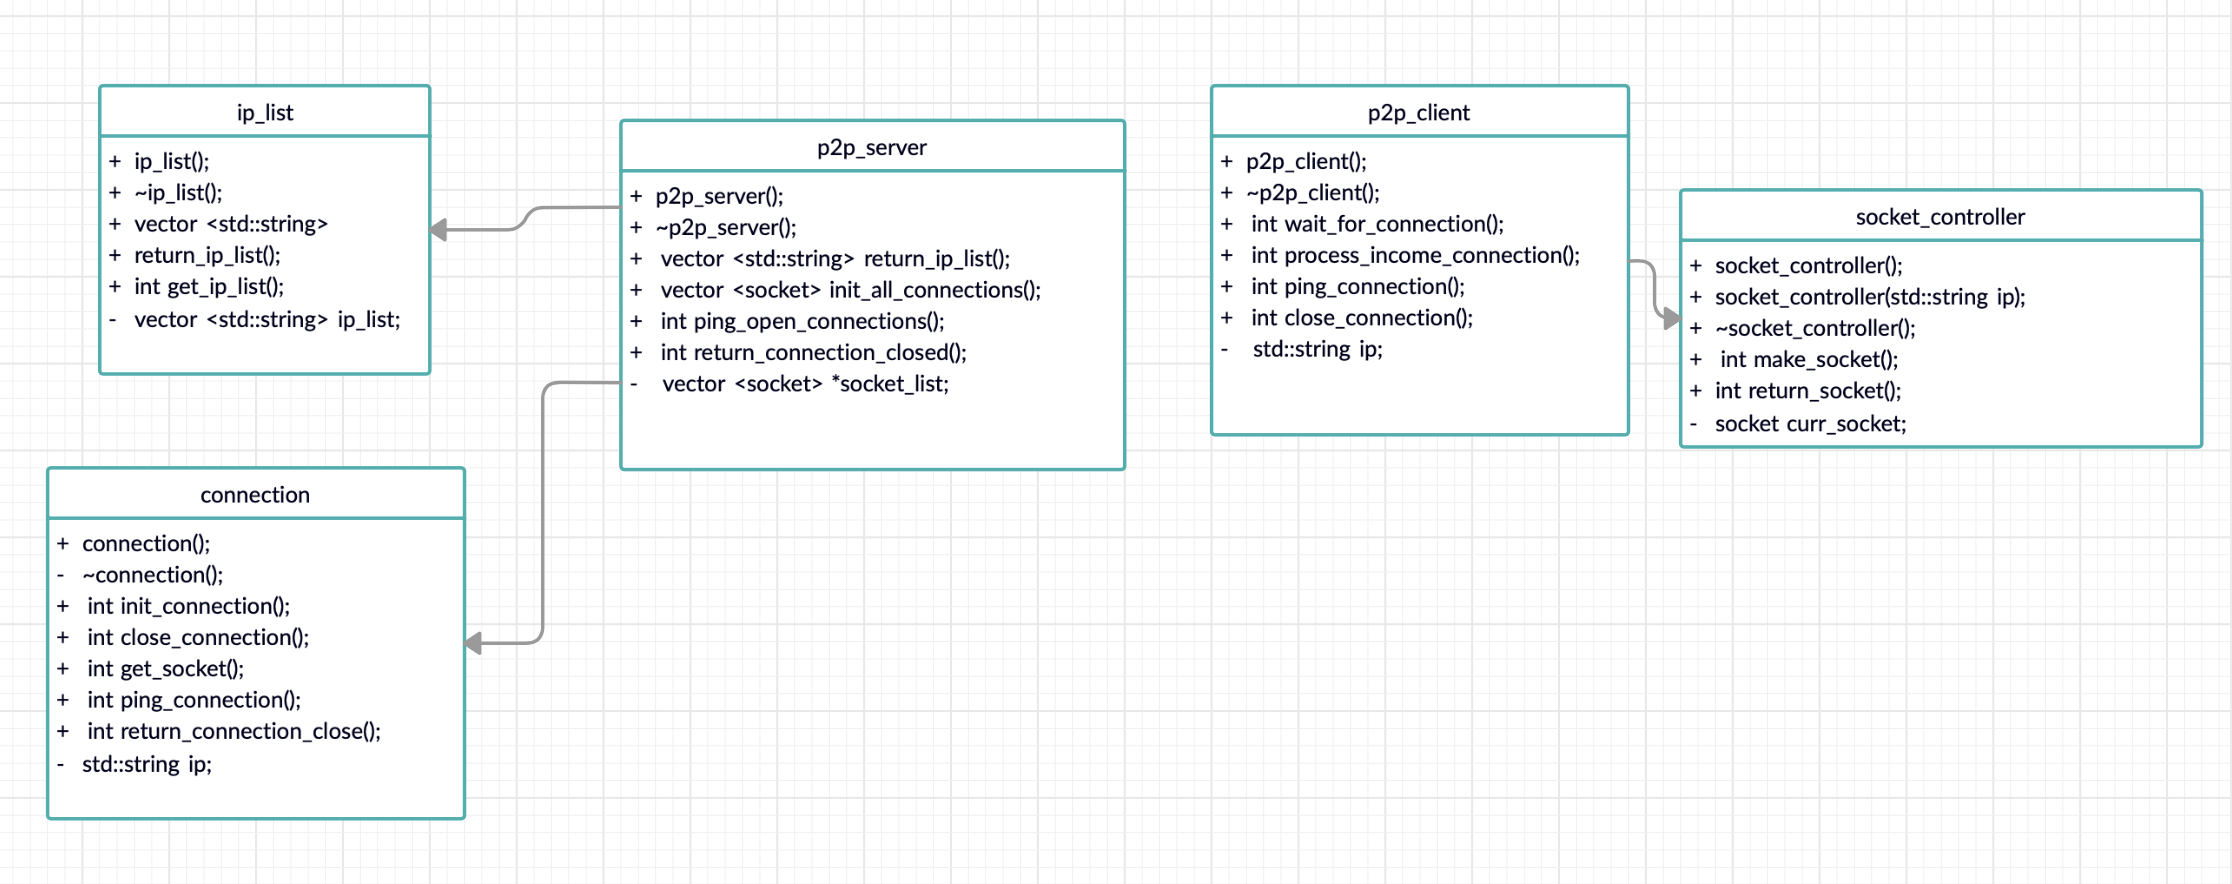 ip_list
+ ip_list();
+ ~ip_list();
+ vector <std::string>
+ return_ip_list();
+ int get_ip_list();
- vector <std::string> ip_list;
p2p_server
+ p2p_server();
+ ~p2p_server();
+ vector <std::string> return_ip_list();
+ vector <socket> init_all_connections();
+ int ping_open_connections();
+ int return_connection_closed();
- vector <socket> *socket_list;
p2p_client
+ p2p_client();
+ ~p2p_client();
+ int wait_for_connection();
+ int process_income_connection();
+ int ping_connection();
+ int close_connection();
- std::string ip;
socket_controller
+ socket_controller();
+ socket_controller(std::string ip);
+ ~socket_controller();
+ int make_socket();
+ int return_socket();
- socket curr_socket;
connection
+ connection();
- ~connection();
+ int init_connection();
+ int close_connection();
+ int get_socket();
+ int ping_connection();
+ int return_connection_close();
- std::string ip;